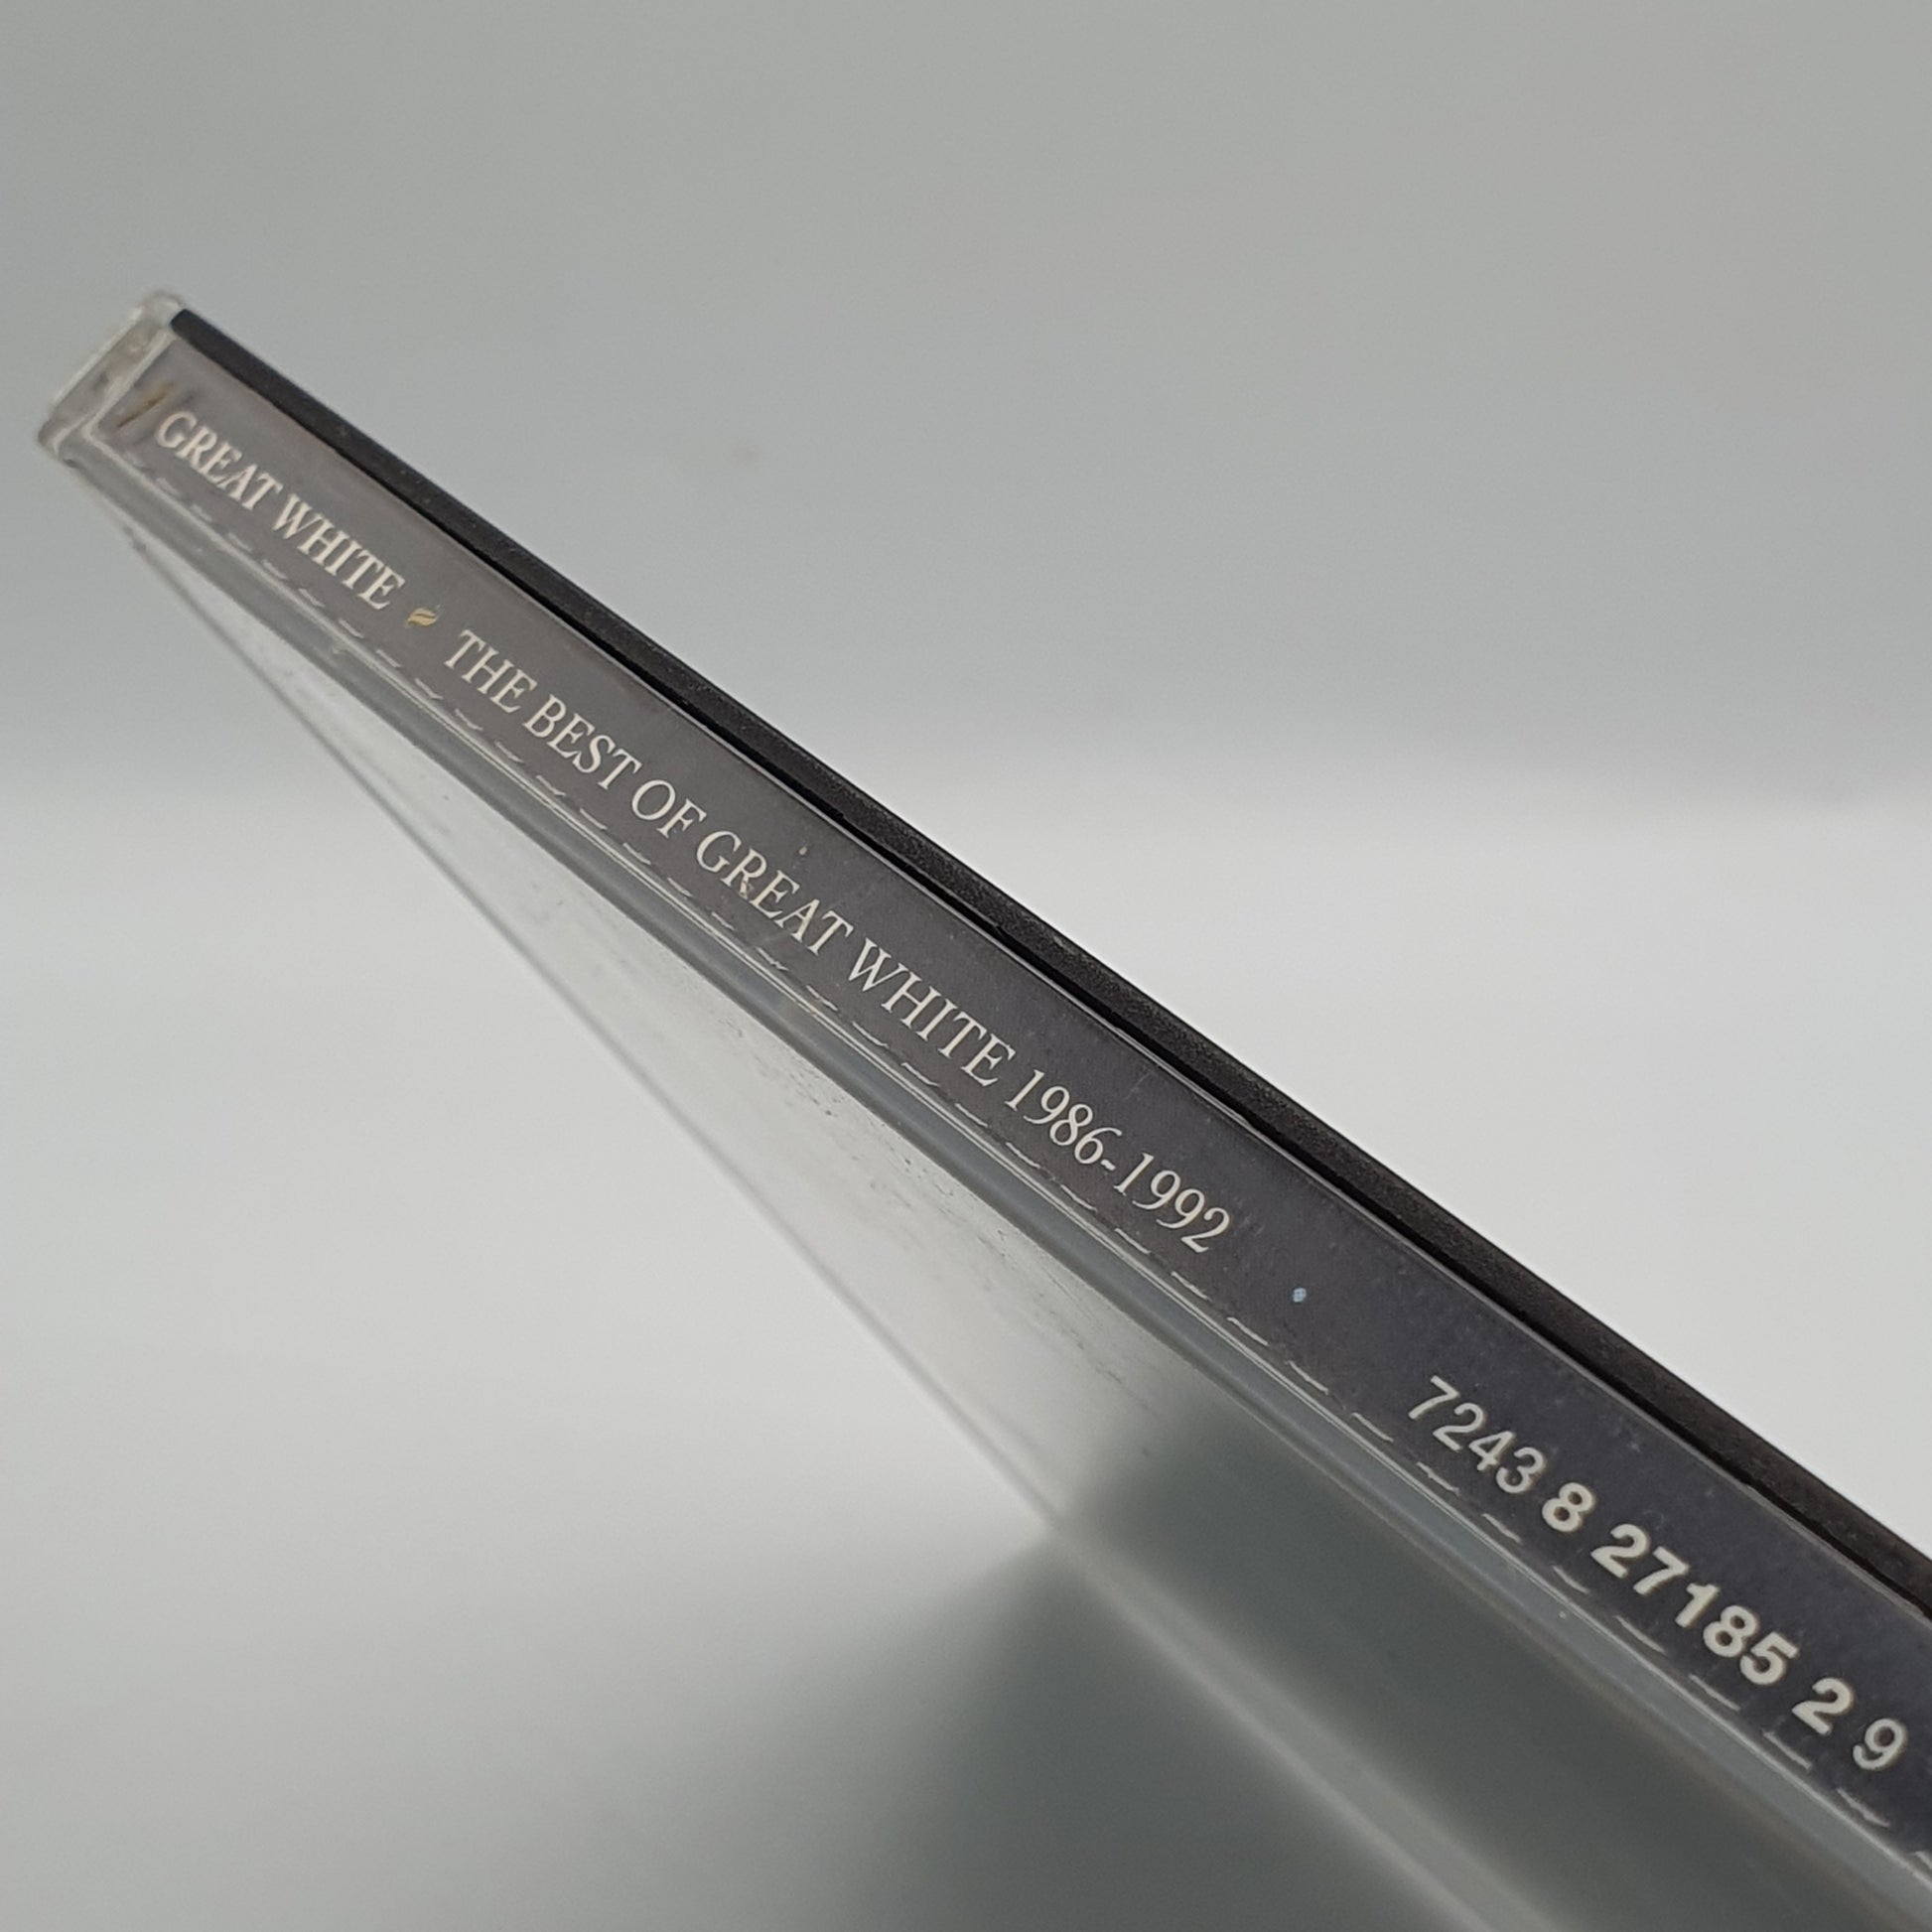 GREAT WHITE THE BEST OF GREAT WHITE 1986-1992 7243 8 27185 2 9